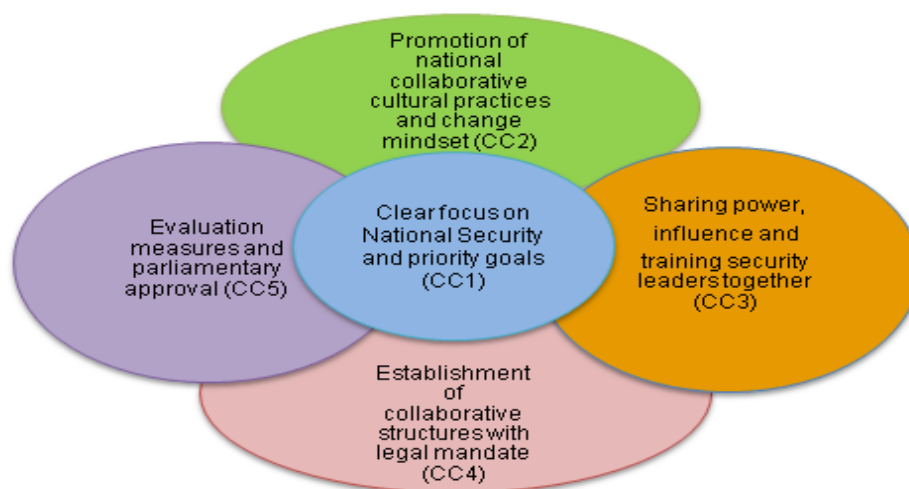 Promotion of
national
collaborative
cultural practices
and change
mindset (CC2)
Evaluation
measures and
parliamentary
approval (CC5)
Clear focus on
National Security
and priority goals
(CC1)
Sharing power,
influence and
training security
leaders together
(CC3)
Establishment
of
collaborative
structures with
legal mandate
(CC4)